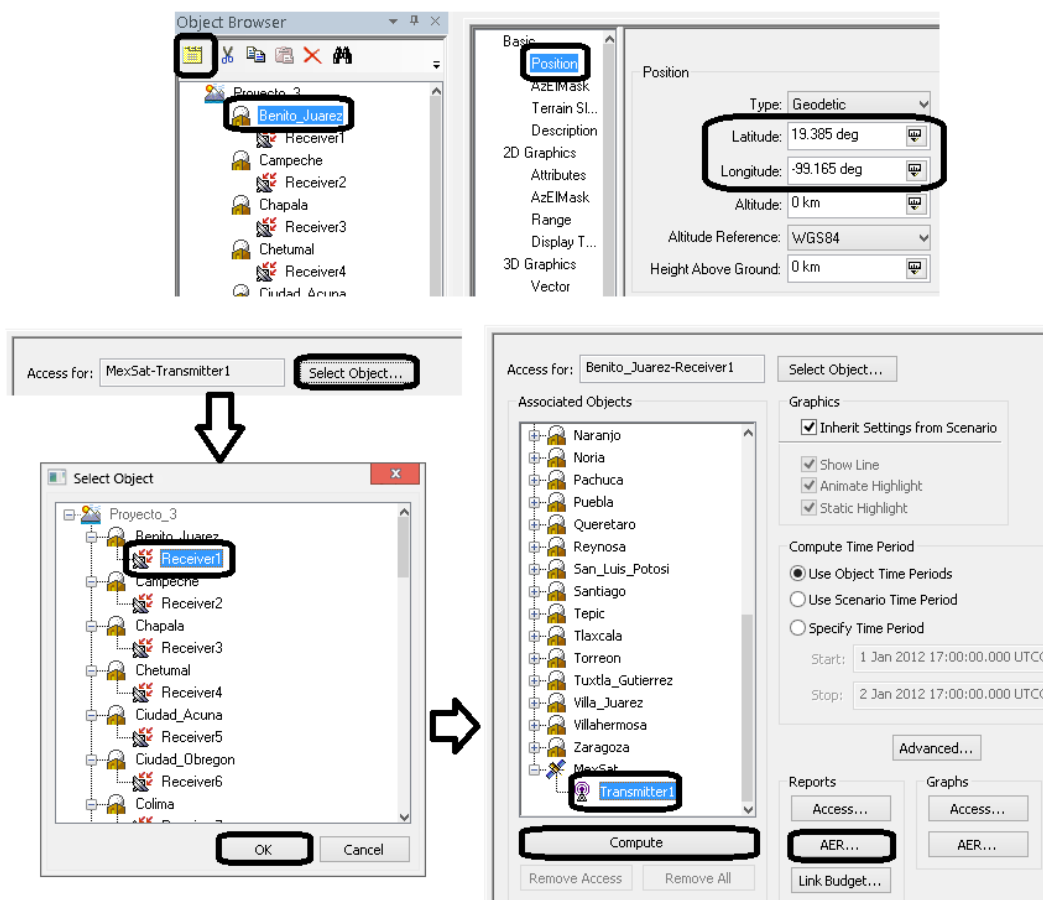 Object Browser
Proyecto_3
Benito_Juarez
Receiver1
Campeche
Receiver2
Chapala
Receiver3
Chetumal
Receiver4
Ciudad_Acuna
Basic
Position
AzElMask
Terrain Sl...
Description
2D Graphics
Attributes
AzElMask
Range
Display T...
3D Graphics
Vector
Position
Type: Geodetic
Latitude: 19.385 deg
Longitude: -99.165 deg
Altitude: 0 km
Altitude Reference: WGS84
Height Above Ground: 0 km
Access for: MexSat-Transmitter1 Select Object...
Select Object
Proyecto_3
Benito_Juarez
Receiver1
Campeche
Receiver2
Chapala
Receiver3
Chetumal
Receiver4
Ciudad_Acuna
Receiver5
Ciudad_Obregon
Receiver6
Colima
OK Cancel
Access for: Benito_Juarez-Receiver1 Select Object...
Associated Objects
Naranjo
Noria
Pachuca
Puebla
Queretaro
Reynosa
San_Luis_Potosi
Santiago
Tepic
Tlaxcala
Torreon
Tuxtla_Gutierrez
Villa_Juarez
Villahermosa
Zaragoza
MexSat
Transmitter1
Compute
Remove Access Remove All
Graphics
Inherit Settings from Scenario
Show Line
Animate Highlight
Static Highlight
Compute Time Period
Use Object Time Periods
Use Scenario Time Period
Specify Time Period
Start: 1 Jan 2012 17:00:00.000 UTC
Stop: 2 Jan 2012 17:00:00.000 UTC
Advanced...
Reports Graphs
Access... Access...
AER... AER...
Link Budget...